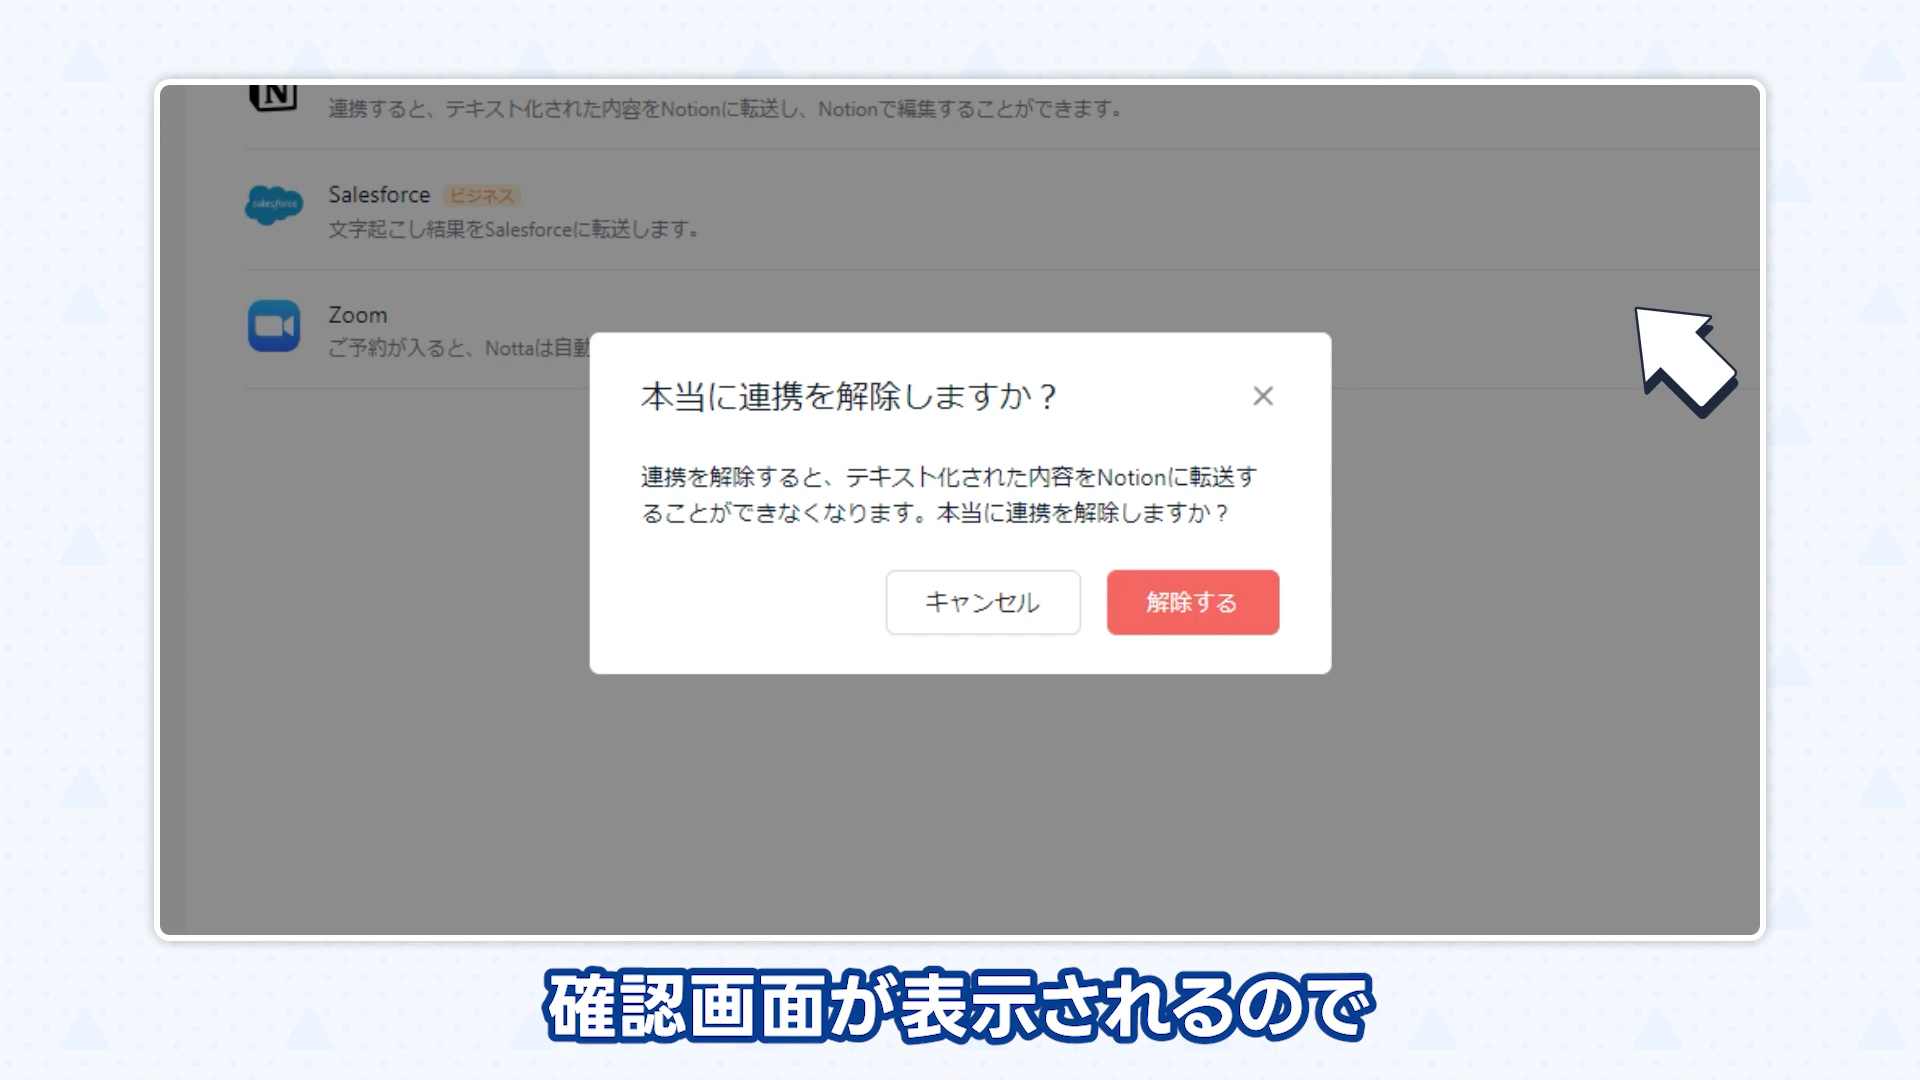 N
連携すると、テキスト化された内容をNotionに転送し、Notionで編集することができます。
Salesforce ビジネス
salesforce
文字起こし結果をSalesforceに転送します。
Zoom
ご予約が入ると、Nottaは自動
本当に連携を解除しますか？
連携を解除すると、テキスト化された内容をNotionに転送す
ることができなくなります。本当に連携を解除しますか？
キャンセル 解除する
確認画面が表示されるので